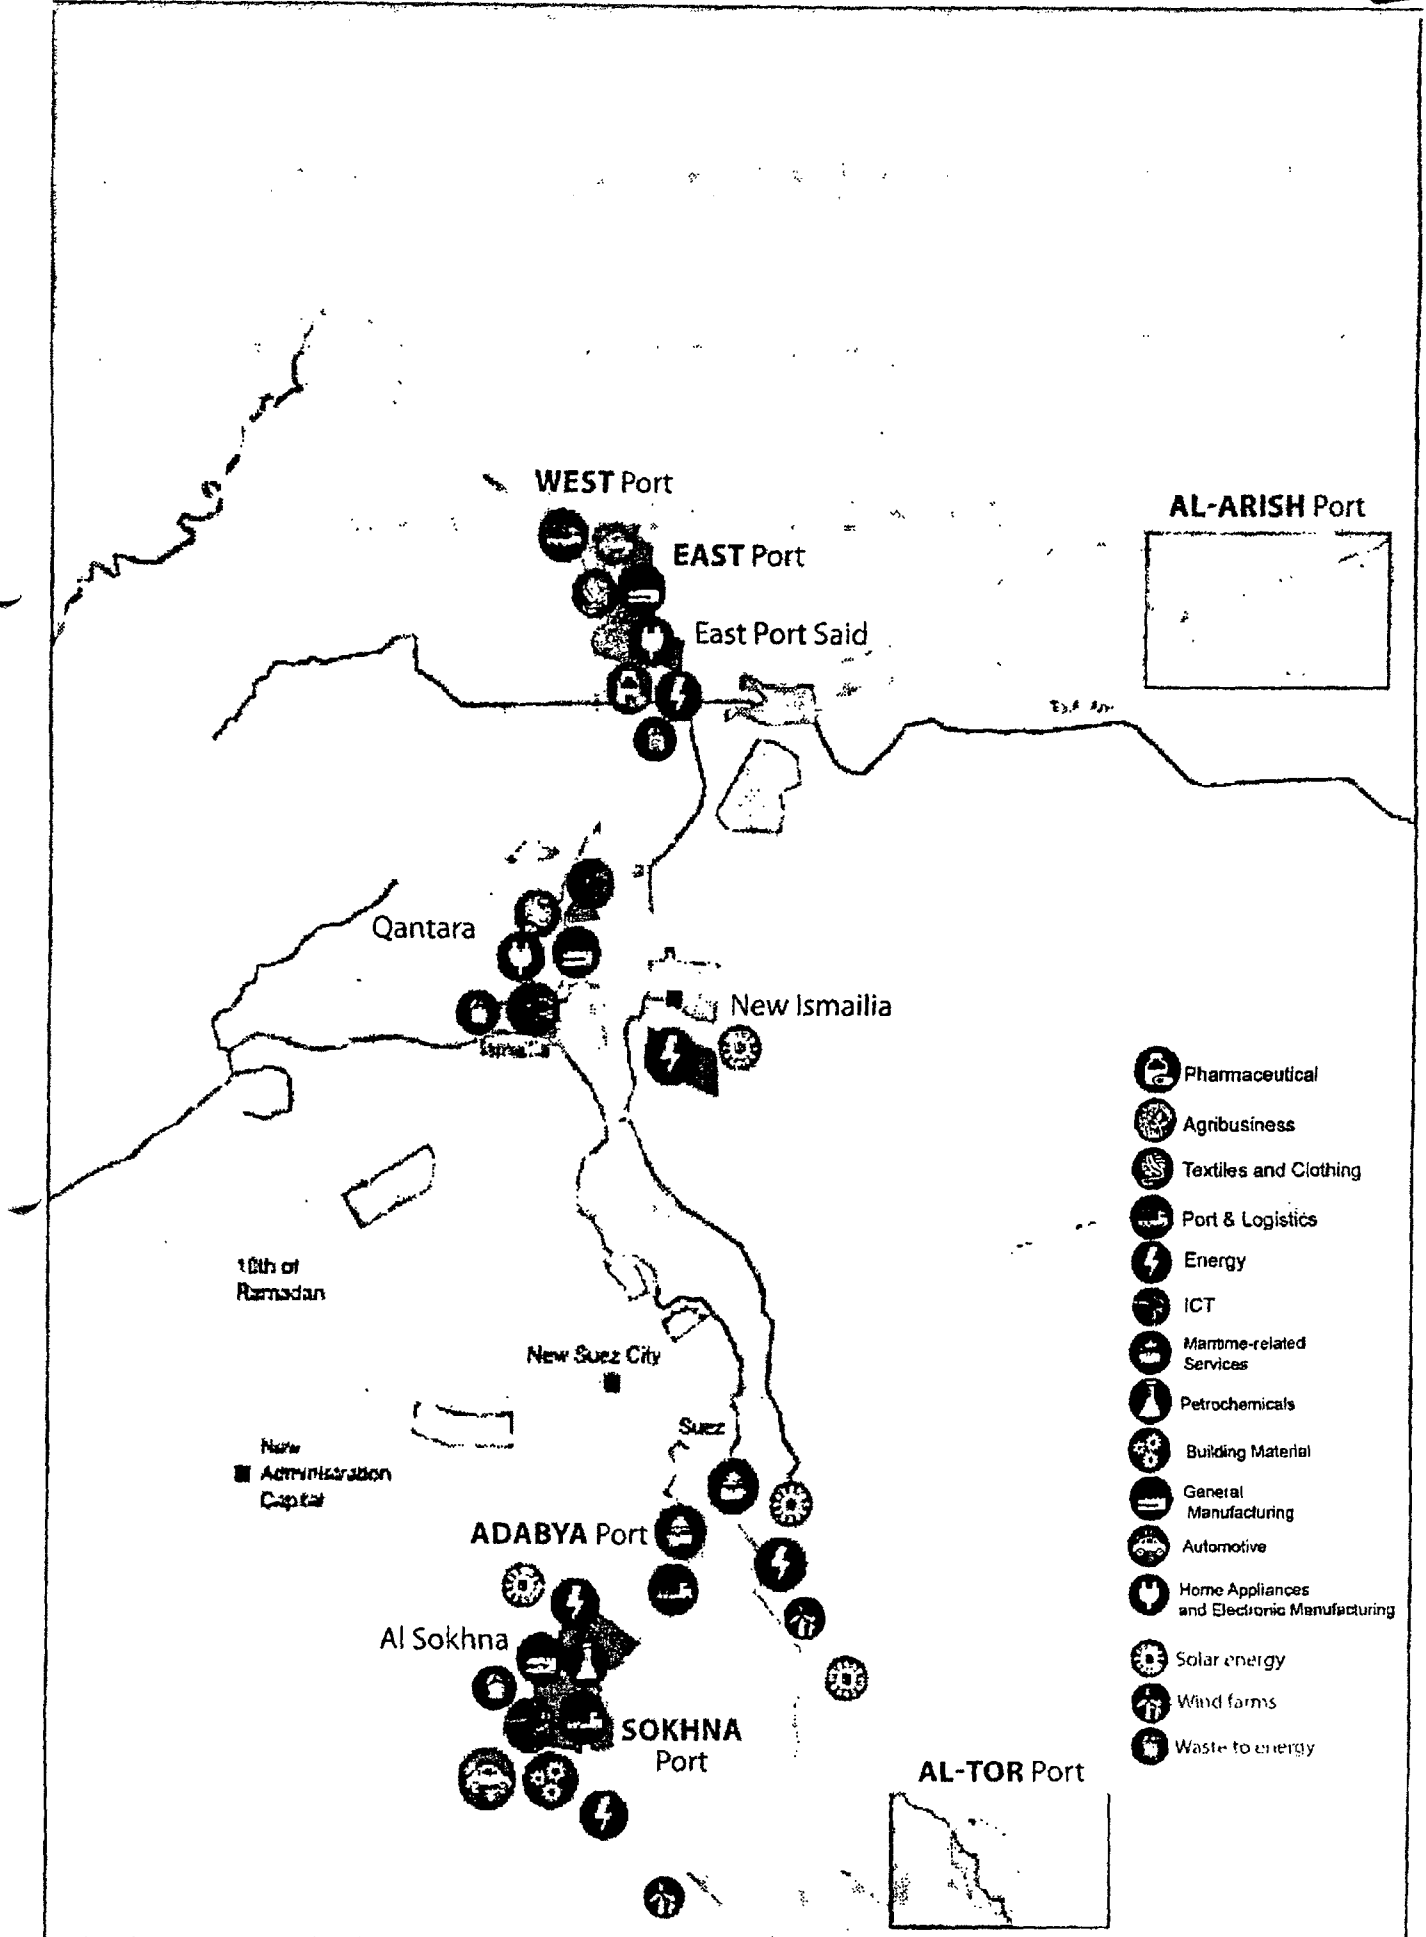 WEST Port
EAST Port
AL-ARISH Port
East Port Said
Qantara
New Ismailia
10th of
Ramadan
New Suez City
Suez
New
Administration
Capital
ADABYA Port
Al Sokhna
SOKHNA
Port
AL-TOR Port
Pharmaceutical
Agribusiness
Textiles and Clothing
Port & Logistics
Energy
ICT
Maritime-related
Services
Petrochemicals
Building Material
General
Manufacturing
Automotive
Home Appliances
and Electronic Manufacturing
Solar energy
Wind farms
Waste to energy